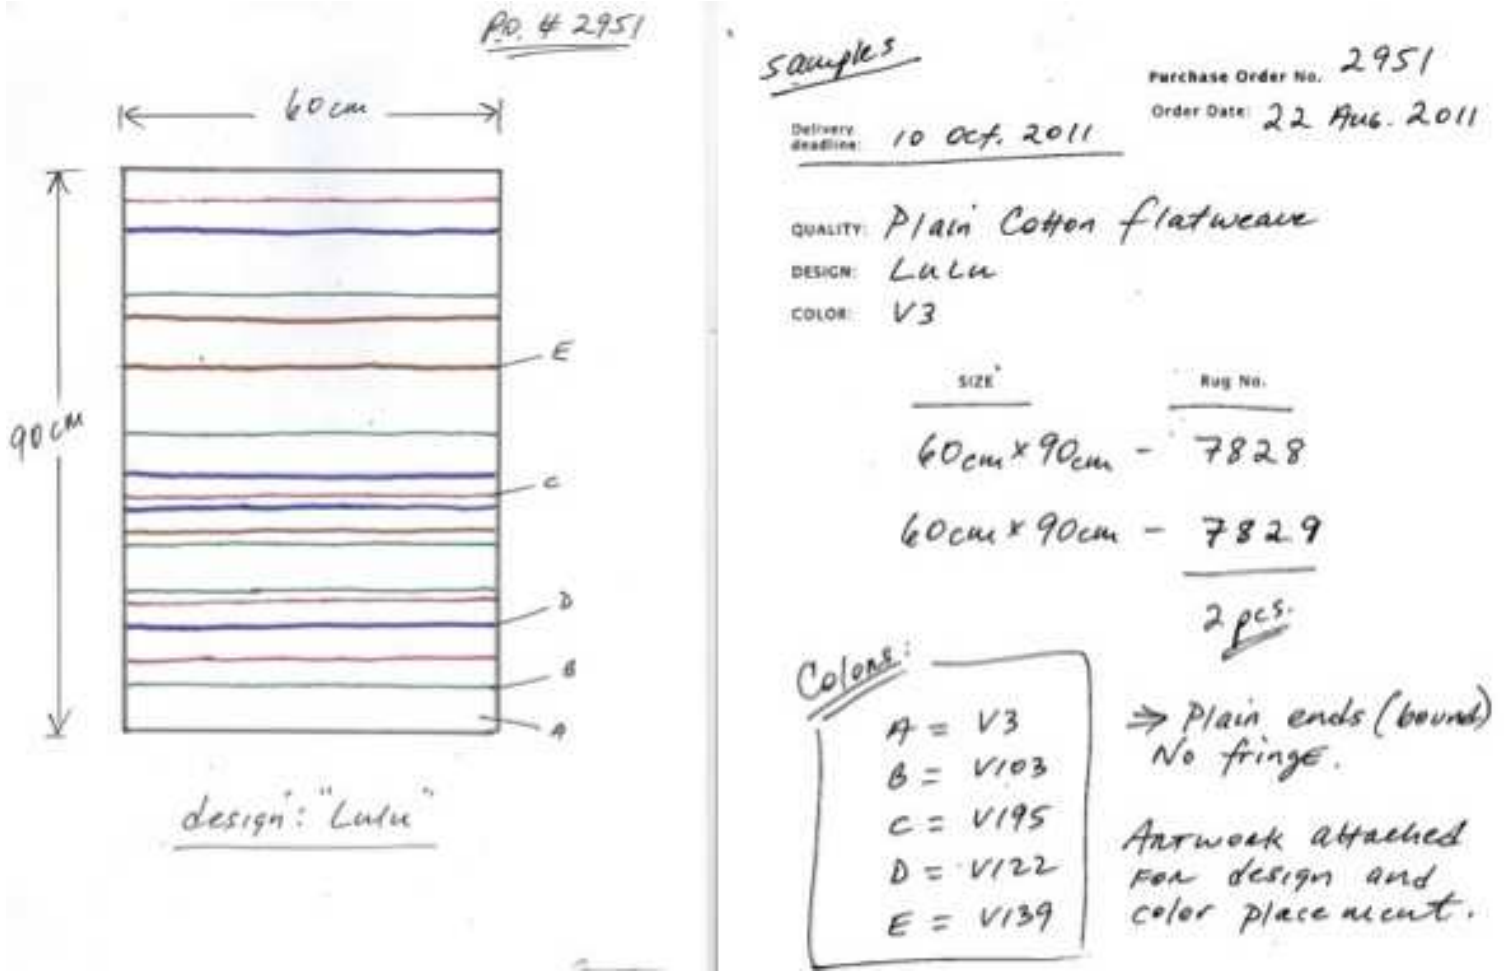 P.O. # 2951
60cm
90cm
E
C
D
B
A
design: "Lulu"
Samples
Purchase Order No. 2951
Order Date: 22 Aug. 2011
Delivery deadline: 10 Oct. 2011
QUALITY: Plain Cotton flatweave
DESIGN: LuLu
COLOR: V3
SIZE Rug No.
60cm x 90cm - 7828
60cm x 90cm - 7829
2 pcs.
Colors:
A = V3
B = V103
C = V195
D = V122
E = V139
⇒ Plain ends (bound)
No fringe.
Artwork attached
for design and
color placement.